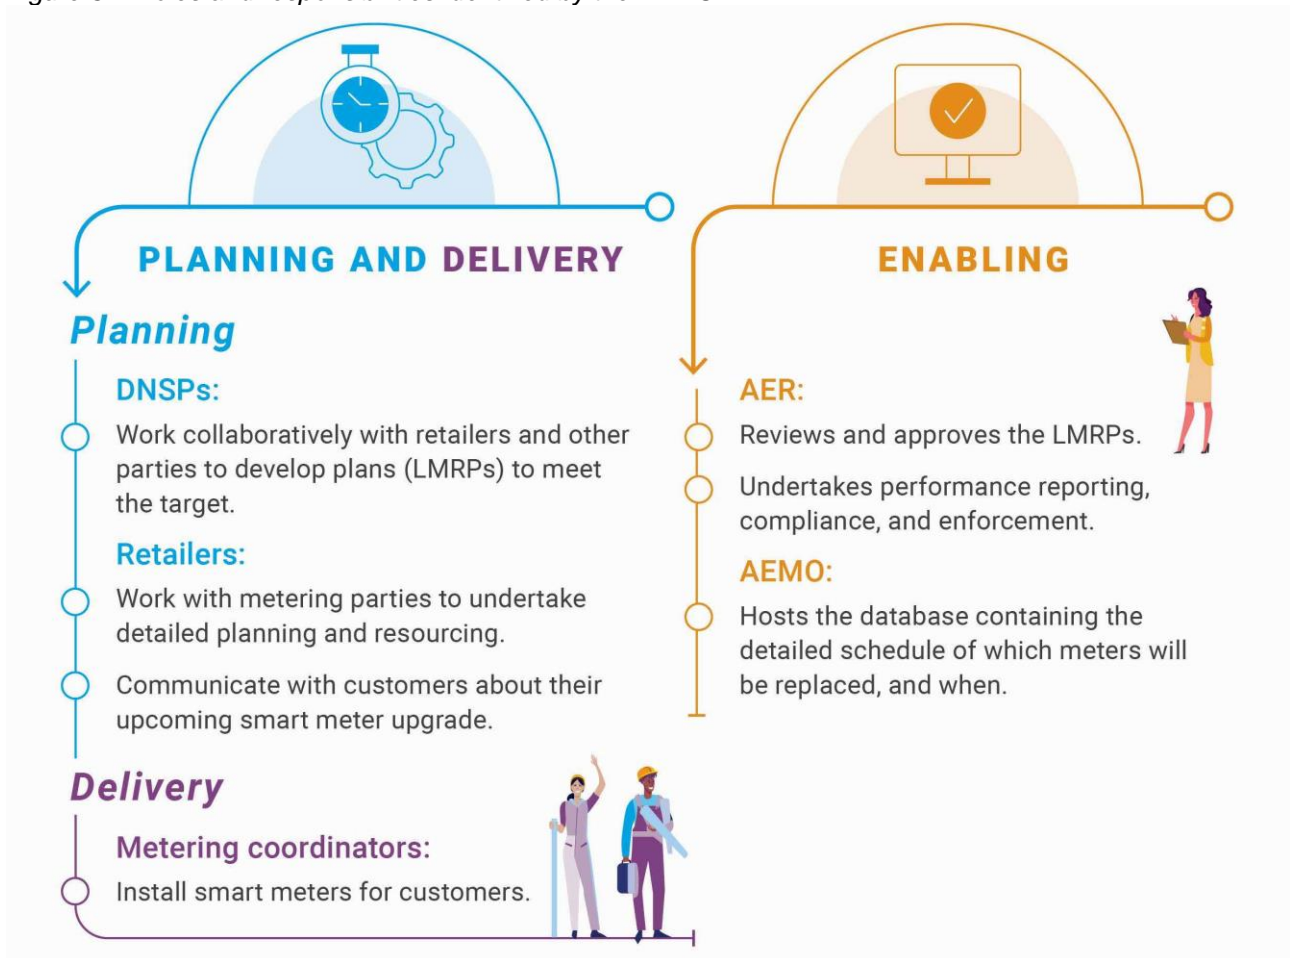 PLANNING AND DELIVERY
Planning
DNSPs:
Work collaboratively with retailers and other
parties to develop plans (LMRPs) to meet
the target.
Retailers:
Work with metering parties to undertake
detailed planning and resourcing.
Communicate with customers about their
upcoming smart meter upgrade.
Delivery
Metering coordinators:
Install smart meters for customers.
ENABLING
AER:
Reviews and approves the LMRPs.
Undertakes performance reporting,
compliance, and enforcement.
AEMO:
Hosts the database containing the
detailed schedule of which meters will
be replaced, and when.